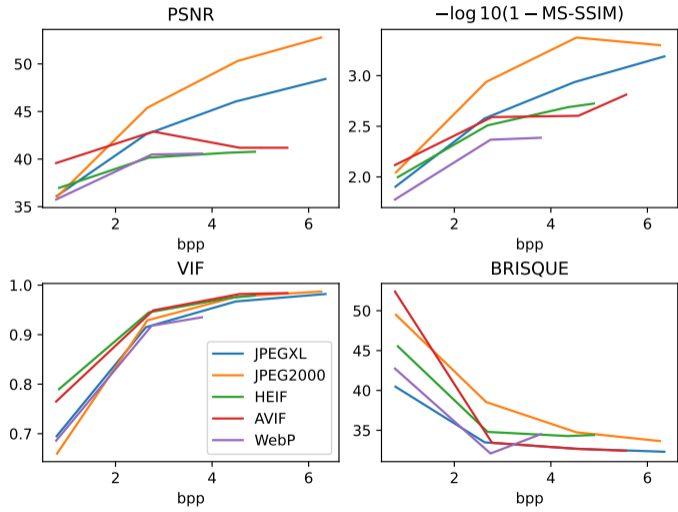 PSNR
50
45
40
35
2 4 6
bpp
−log 10(1 − MS-SSIM)
3.0
2.5
2.0
2 4 6
bpp
VIF
1.0
0.9
0.8
0.7
2 4 6
bpp
JPEGXL
JPEG2000
HEIF
AVIF
WebP
BRISQUE
50
45
40
35
2 4 6
bpp